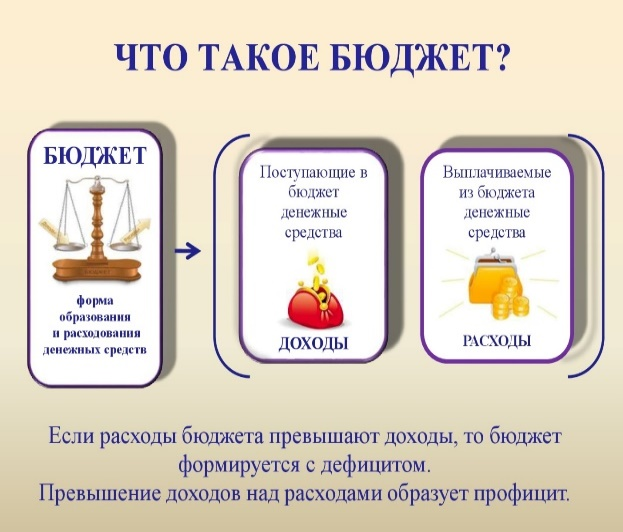 ЧТО ТАКОЕ БЮДЖЕТ?
БЮДЖЕТ
форма
образования
и расходования
денежных средств
Поступающие в
бюджет
денежные
средства
ДОХОДЫ
Выплачиваемые
из бюджета
денежные
средства
РАСХОДЫ
Если расходы бюджета превышают доходы, то бюджет
формируется с дефицитом.
Превышение доходов над расходами образует профицит.